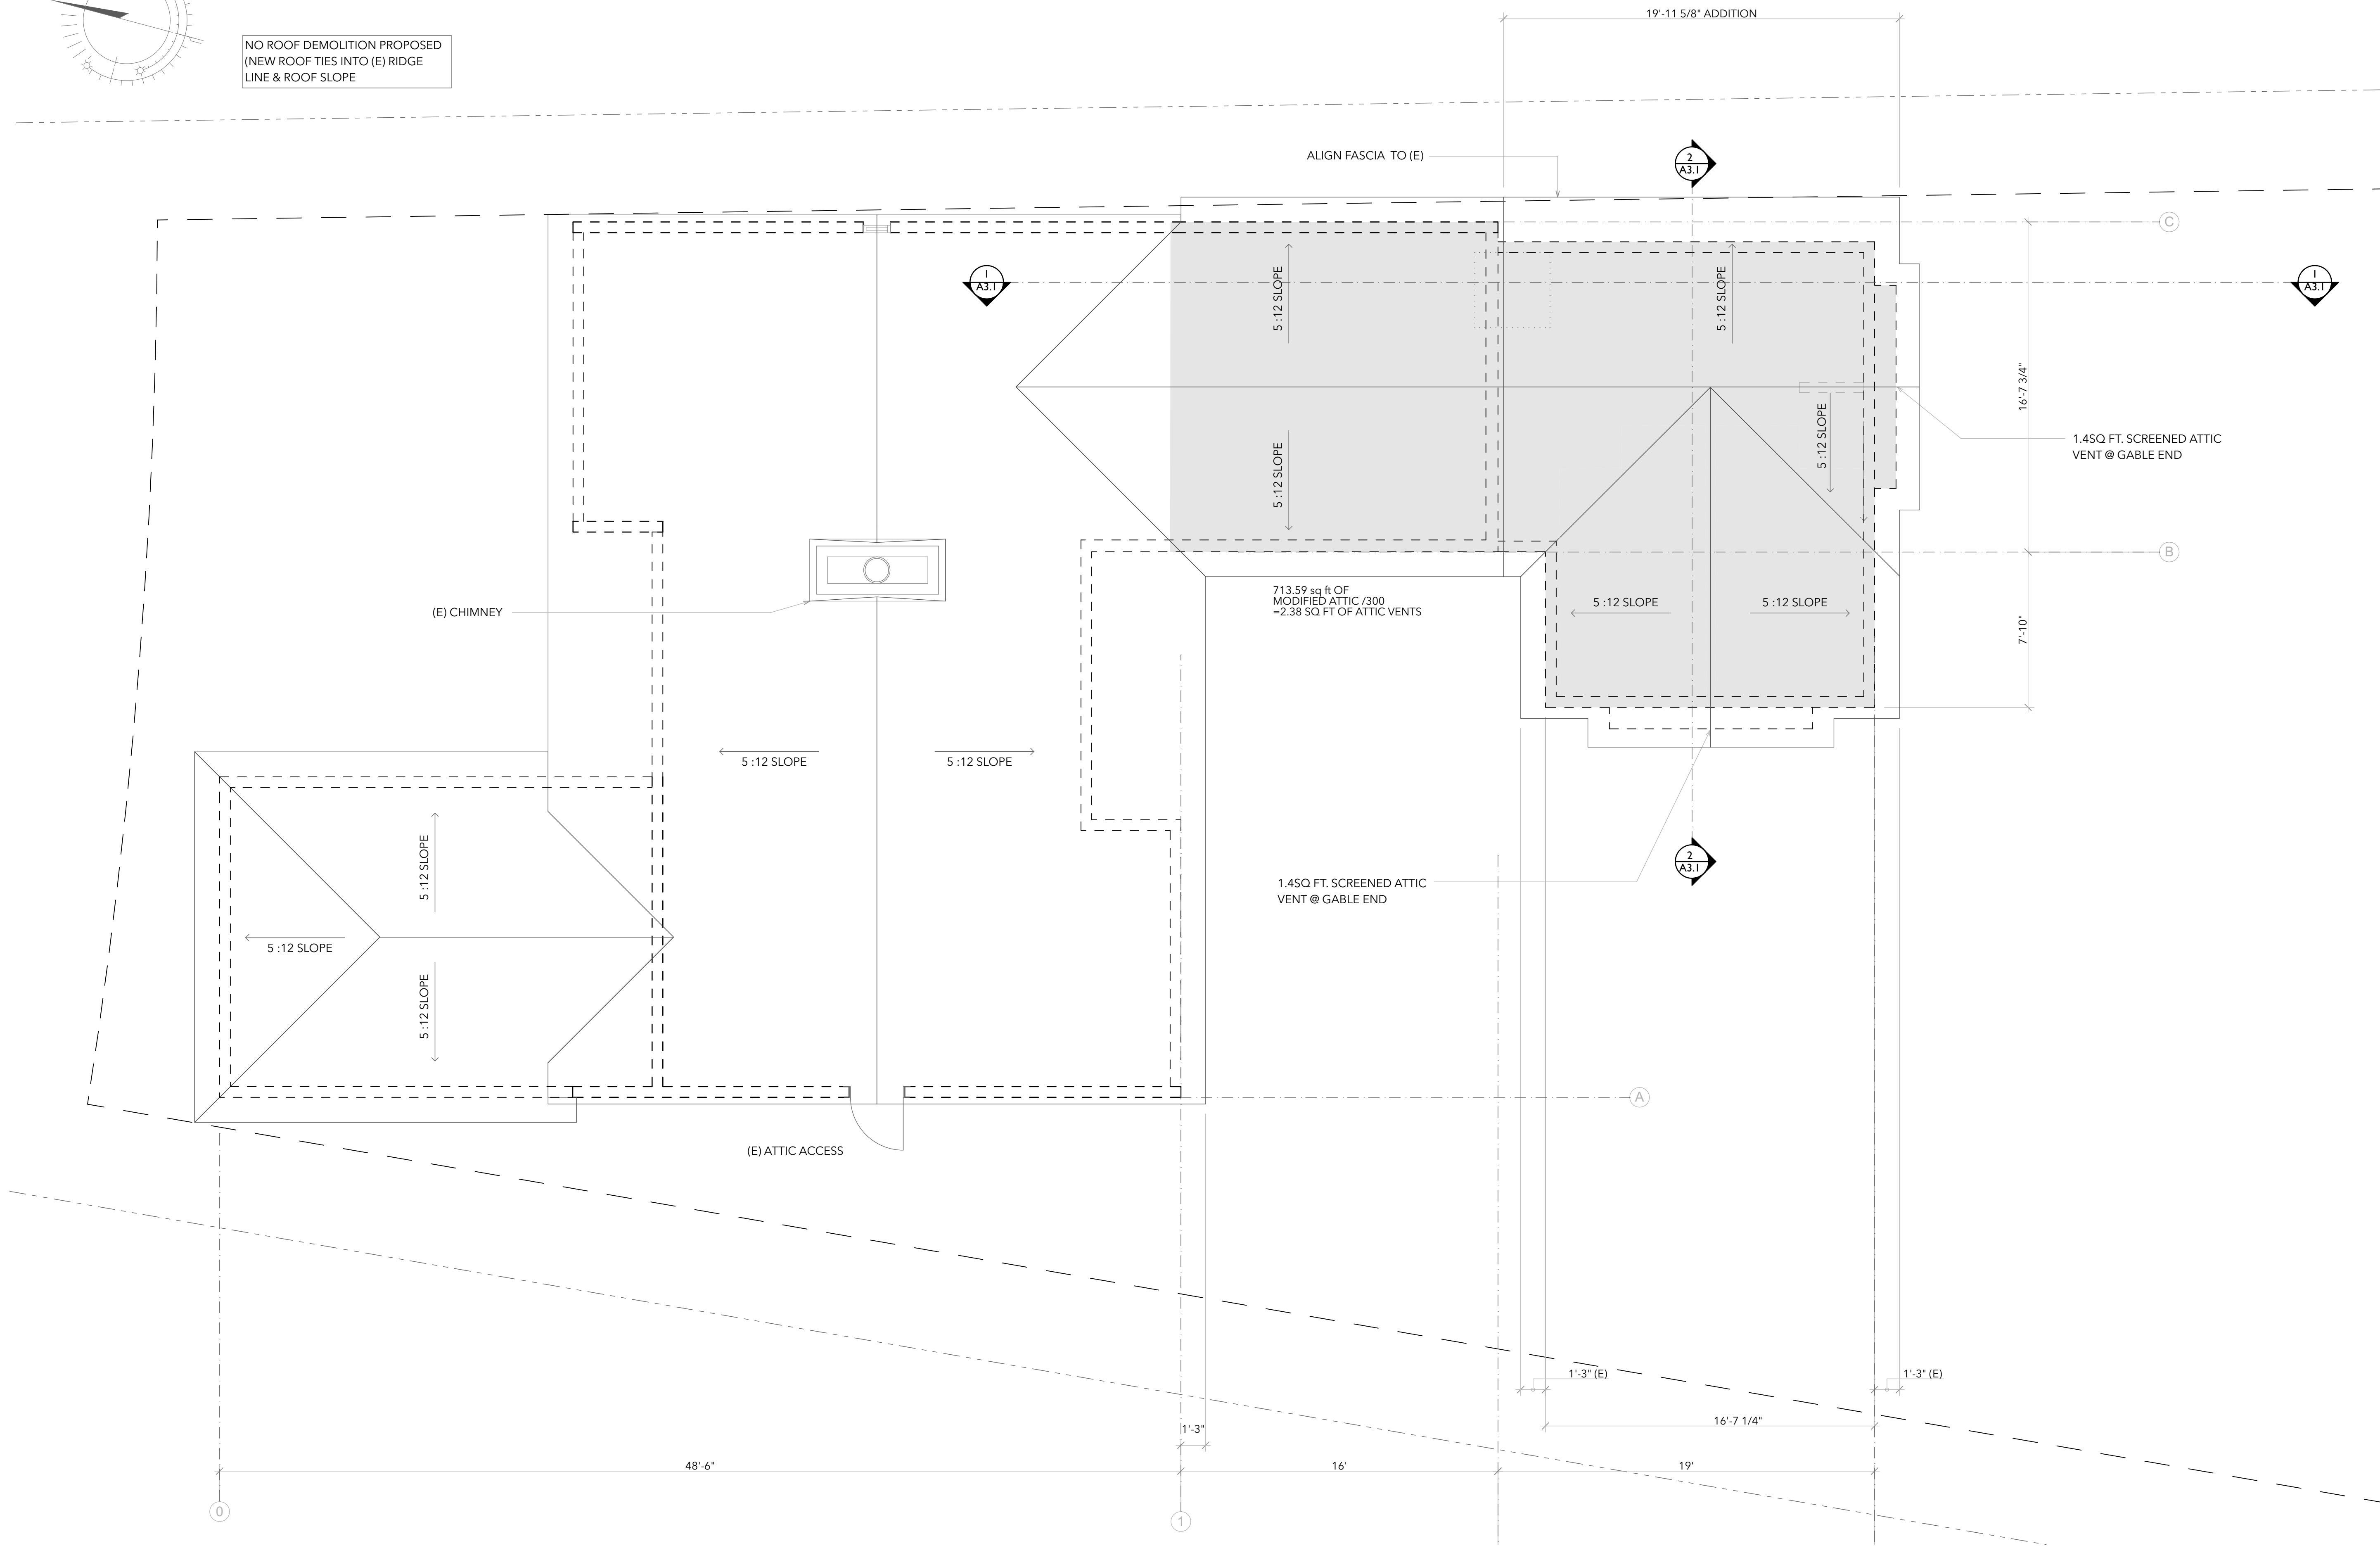 19'-11 5/8" ADDITION
NO ROOF DEMOLITION PROPOSED
(NEW ROOF TIES INTO (E) RIDGE
LINE & ROOF SLOPE
ALIGN FASCIA TO (E)
2
A3.1
C
1
A3.1
1
A3.1
5 :12 SLOPE
5 :12 SLOPE
16'-7 3/4"
5 :12 SLOPE
5 :12 SLOPE
1.4SQ FT. SCREENED ATTIC
VENT @ GABLE END
B
713.59 sq ft OF
MODIFIED ATTIC /300
=2.38 SQ FT OF ATTIC VENTS
5 :12 SLOPE
5 :12 SLOPE
(E) CHIMNEY
7'-10"
5 :12 SLOPE
5 :12 SLOPE
5 :12 SLOPE
2
A3.1
1.4SQ FT. SCREENED ATTIC
VENT @ GABLE END
5 :12 SLOPE
5 :12 SLOPE
A
(E) ATTIC ACCESS
1'-3" (E)
1'-3" (E)
16'-7 1/4"
1'-3"
48'-6"
16'
19'
0
1